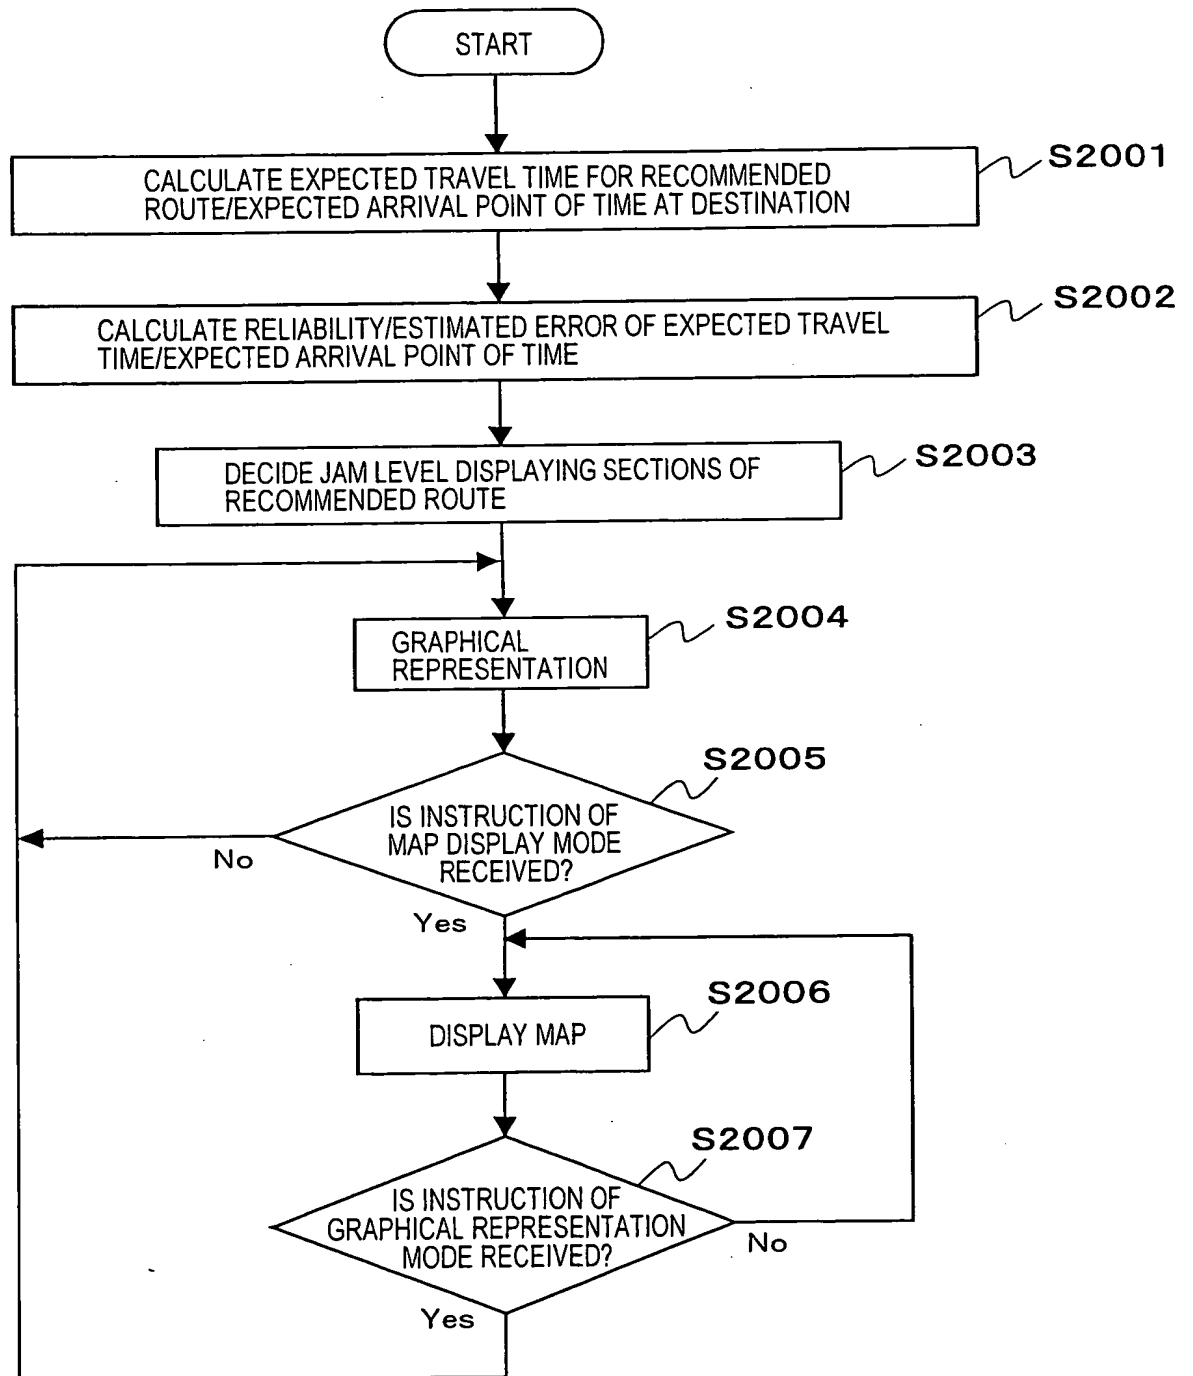 START
S2001
CALCULATE EXPECTED TRAVEL TIME FOR RECOMMENDED
ROUTE/EXPECTED ARRIVAL POINT OF TIME AT DESTINATION
S2002
CALCULATE RELIABILITY/ESTIMATED ERROR OF EXPECTED TRAVEL
TIME/EXPECTED ARRIVAL POINT OF TIME
S2003
DECIDE JAM LEVEL DISPLAYING SECTIONS OF
RECOMMENDED ROUTE
S2004
GRAPHICAL
REPRESENTATION
S2005
IS INSTRUCTION OF
MAP DISPLAY MODE
RECEIVED?
No
Yes
S2006
DISPLAY MAP
S2007
IS INSTRUCTION OF
GRAPHICAL REPRESENTATION
MODE RECEIVED?
No
Yes